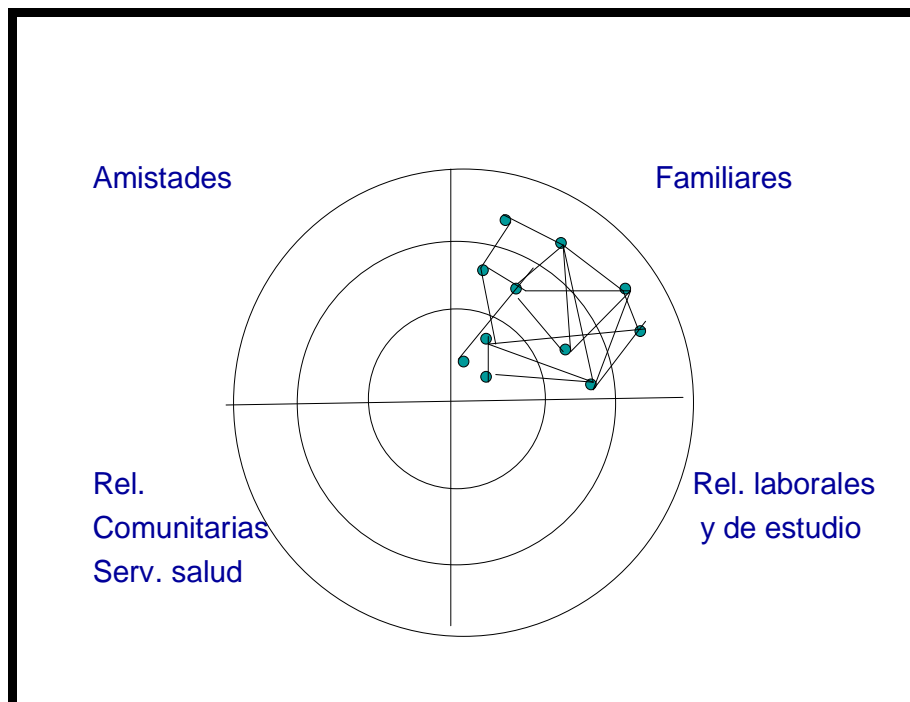 Amistades
Familiares
Rel.
Comunitarias
Serv. salud
Rel. laborales
y de estudio